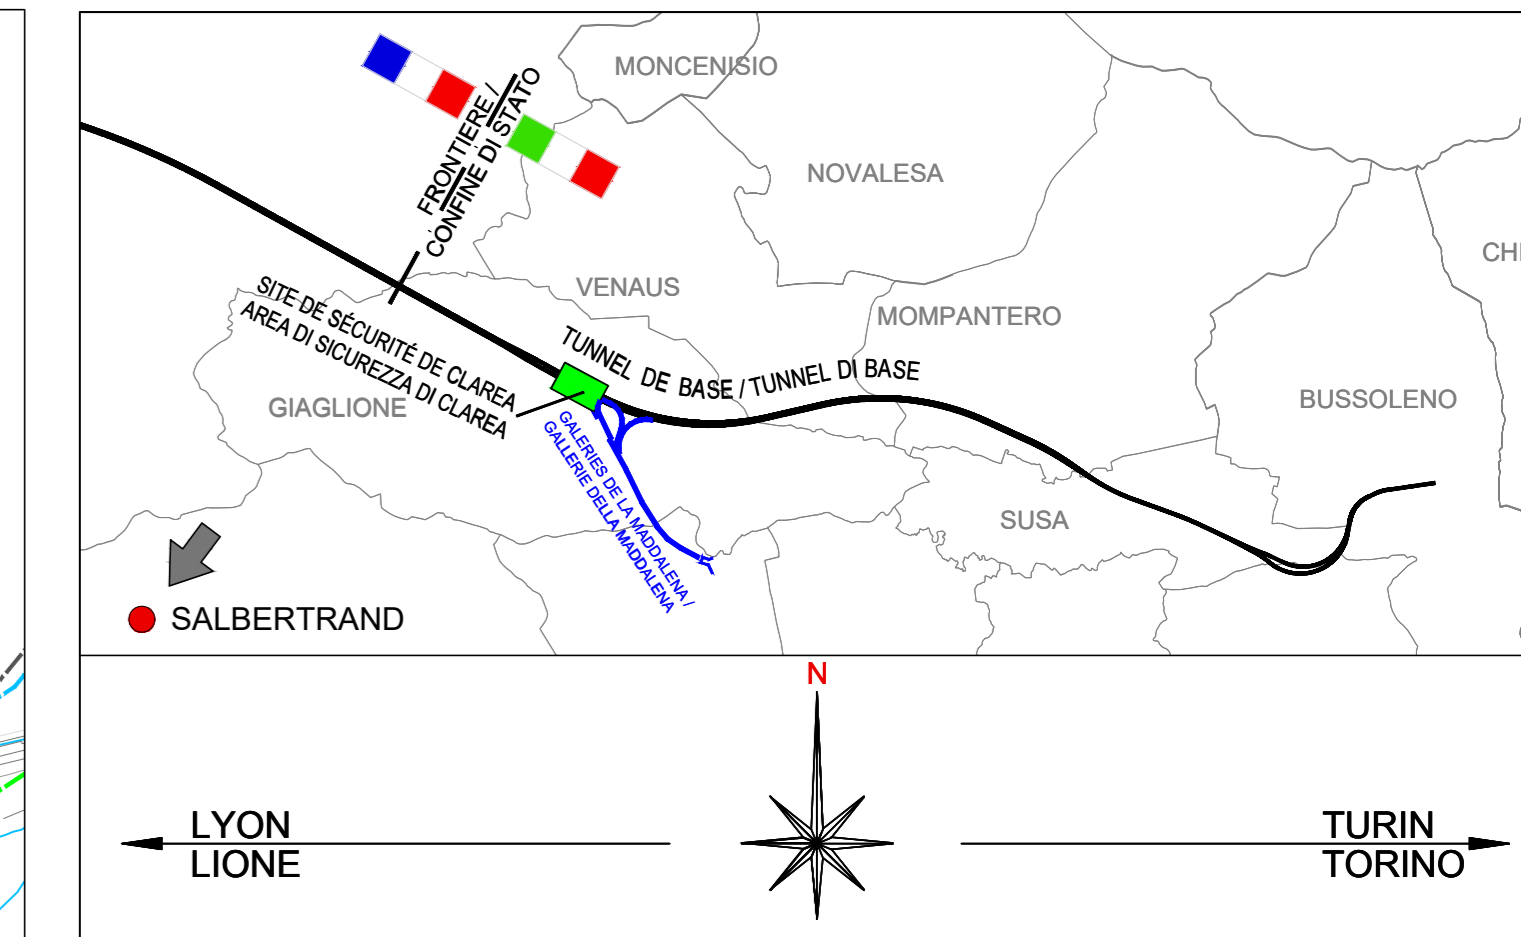 MONCENISIO
FRONTIERE /
CONFINE DI STATO
NOVALESA
VENAUS
MOMPANTERO
SITE DE SÉCURITÉ DE CLAREA
AREA DI SICUREZZA DI CLAREA
TUNNEL DE BASE / TUNNEL DI BASE
GIAGLIONE
BUSSOLENO
GALERIES DE LA MADDALENA /
GALLERIE DELLA MADDALENA
SUSA
SALBERTRAND
N
LYON
LIONE
TURIN
TORINO